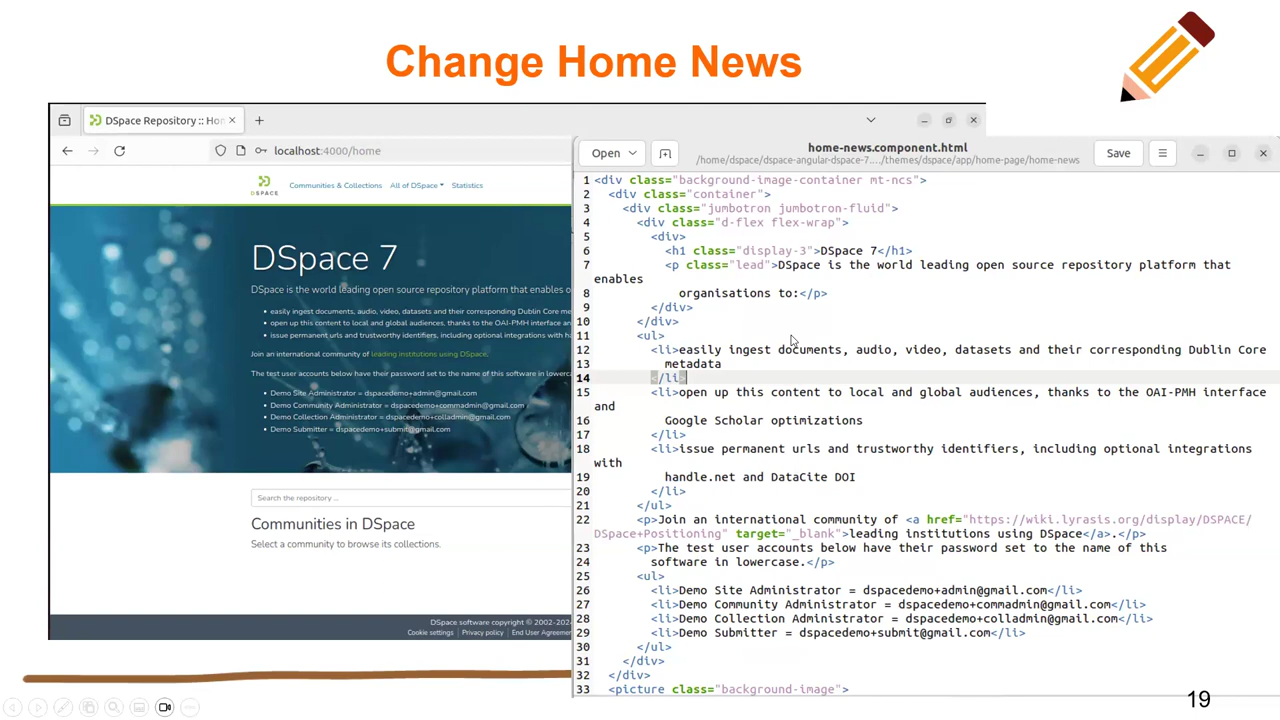 Change Home News
DSpace Repository :: Hom
localhost:4000/home
DSPACE
Communities & Collections
All of DSpace
Statistics
DSpace 7
DSpace is the world leading open source repository platform that enables o
easily ingest documents, audio, video, datasets and their corresponding Dublin Core me
open up this content to local and global audiences, thanks to the OAI-PMH interface an
issue permanent urls and trustworthy identifiers, including optional integrations with ha
Join an international community of leading institutions using DSpace.
The test user accounts below have their password set to the name of this software in lowerca
Demo Site Administrator = dspacedemo+admin@gmail.com
Demo Community Administrator = dspacedemo+commadmin@gmail.com
Demo Collection Administrator = dspacedemo+colladmin@gmail.com
Demo Submitter = dspacedemo+submit@gmail.com
Search the repository ...
Communities in DSpace
Select a community to browse its collections.
DSpace software copyright © 2002-2024
Cookie settings | Privacy policy | End User Agreemen
Open
home-news.component.html
/home/dspace/dspace-angular-dspace-7..../themes/dspace/app/home-page/home-news
Save
1 <div class="background-image-container mt-ncs">
2 <div class="container">
3 <div class="jumbotron jumbotron-fluid">
4 <div class="d-flex flex-wrap">
5 <div>
6 <h1 class="display-3">DSpace 7</h1>
7 <p class="lead">DSpace is the world leading open source repository platform that
enables
8 organisations to:</p>
9 </div>
10 </div>
11 <ul>
12 <li>easily ingest documents, audio, video, datasets and their corresponding Dublin Core
13 metadata
14 </li>
15 <li>open up this content to local and global audiences, thanks to the OAI-PMH interface
and
16 Google Scholar optimizations
17 </li>
18 <li>issue permanent urls and trustworthy identifiers, including optional integrations
with
19 handle.net and DataCite DOI
20 </li>
21 </ul>
22 <p>Join an international community of <a href="https://wiki.lyrasis.org/display/DSPACE/
DSpace+Positioning" target="_blank">leading institutions using DSpace</a>.</p>
23 <p>The test user accounts below have their password set to the name of this
24 software in lowercase.</p>
25 <ul>
26 <li>Demo Site Administrator = dspacedemo+admin@gmail.com</li>
27 <li>Demo Community Administrator = dspacedemo+commadmin@gmail.com</li>
28 <li>Demo Collection Administrator = dspacedemo+colladmin@gmail.com</li>
29 <li>Demo Submitter = dspacedemo+submit@gmail.com</li>
30 </ul>
31 </div>
32 </div>
33 <picture class="background-image">
19